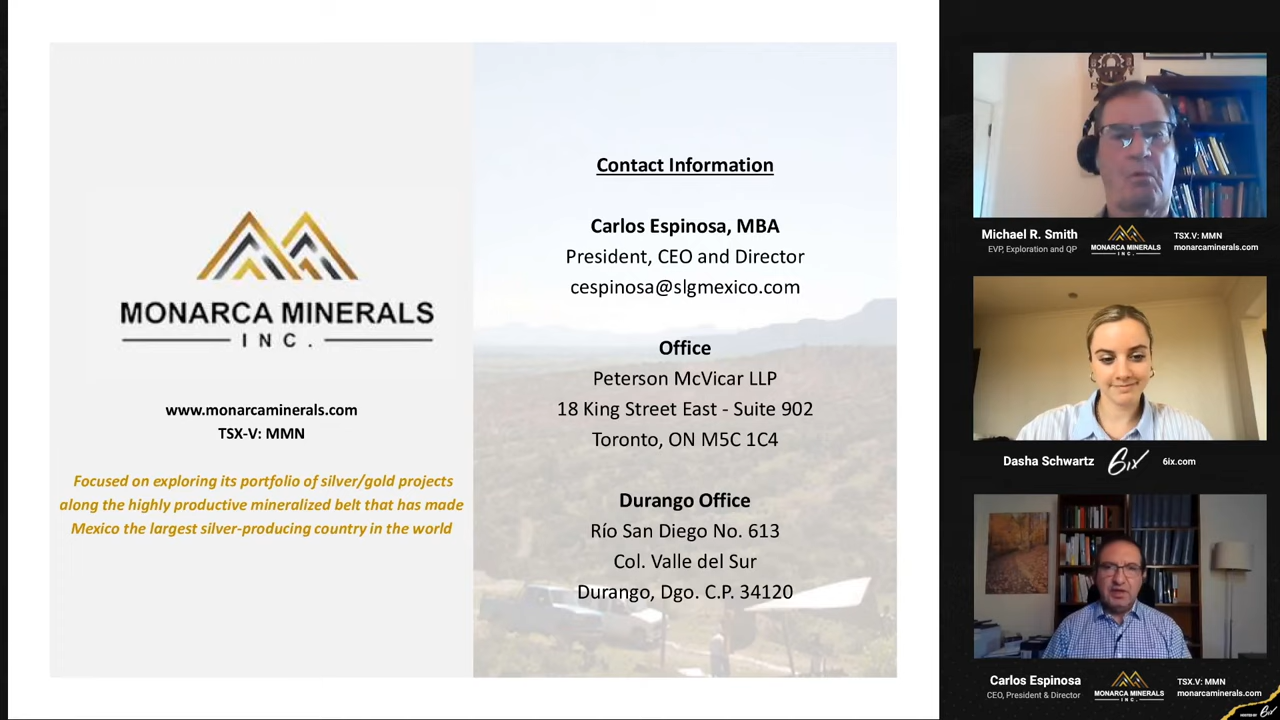 MONARCA MINERALS
INC.
www.monarcaminerals.com
TSX-V: MMN
Focused on exploring its portfolio of silver/gold projects
along the highly productive mineralized belt that has made
Mexico the largest silver-producing country in the world
Contact Information
Carlos Espinosa, MBA
President, CEO and Director
cespinosa@slgmexico.com
Office
Peterson McVicar LLP
18 King Street East - Suite 902
Toronto, ON M5C 1C4
Durango Office
Río San Diego No. 613
Col. Valle del Sur
Durango, Dgo. C.P. 34120
Michael R. Smith
EVP, Exploration and QP
MONARCA MINERALS
INC.
TSX.V: MMN
monarcaminerals.com
Dasha Schwartz
6ix
6ix.com
Carlos Espinosa
CEO, President & Director
MONARCA MINERALS
INC.
TSX.V: MMN
monarcaminerals.com
HOSTED BY 6ix